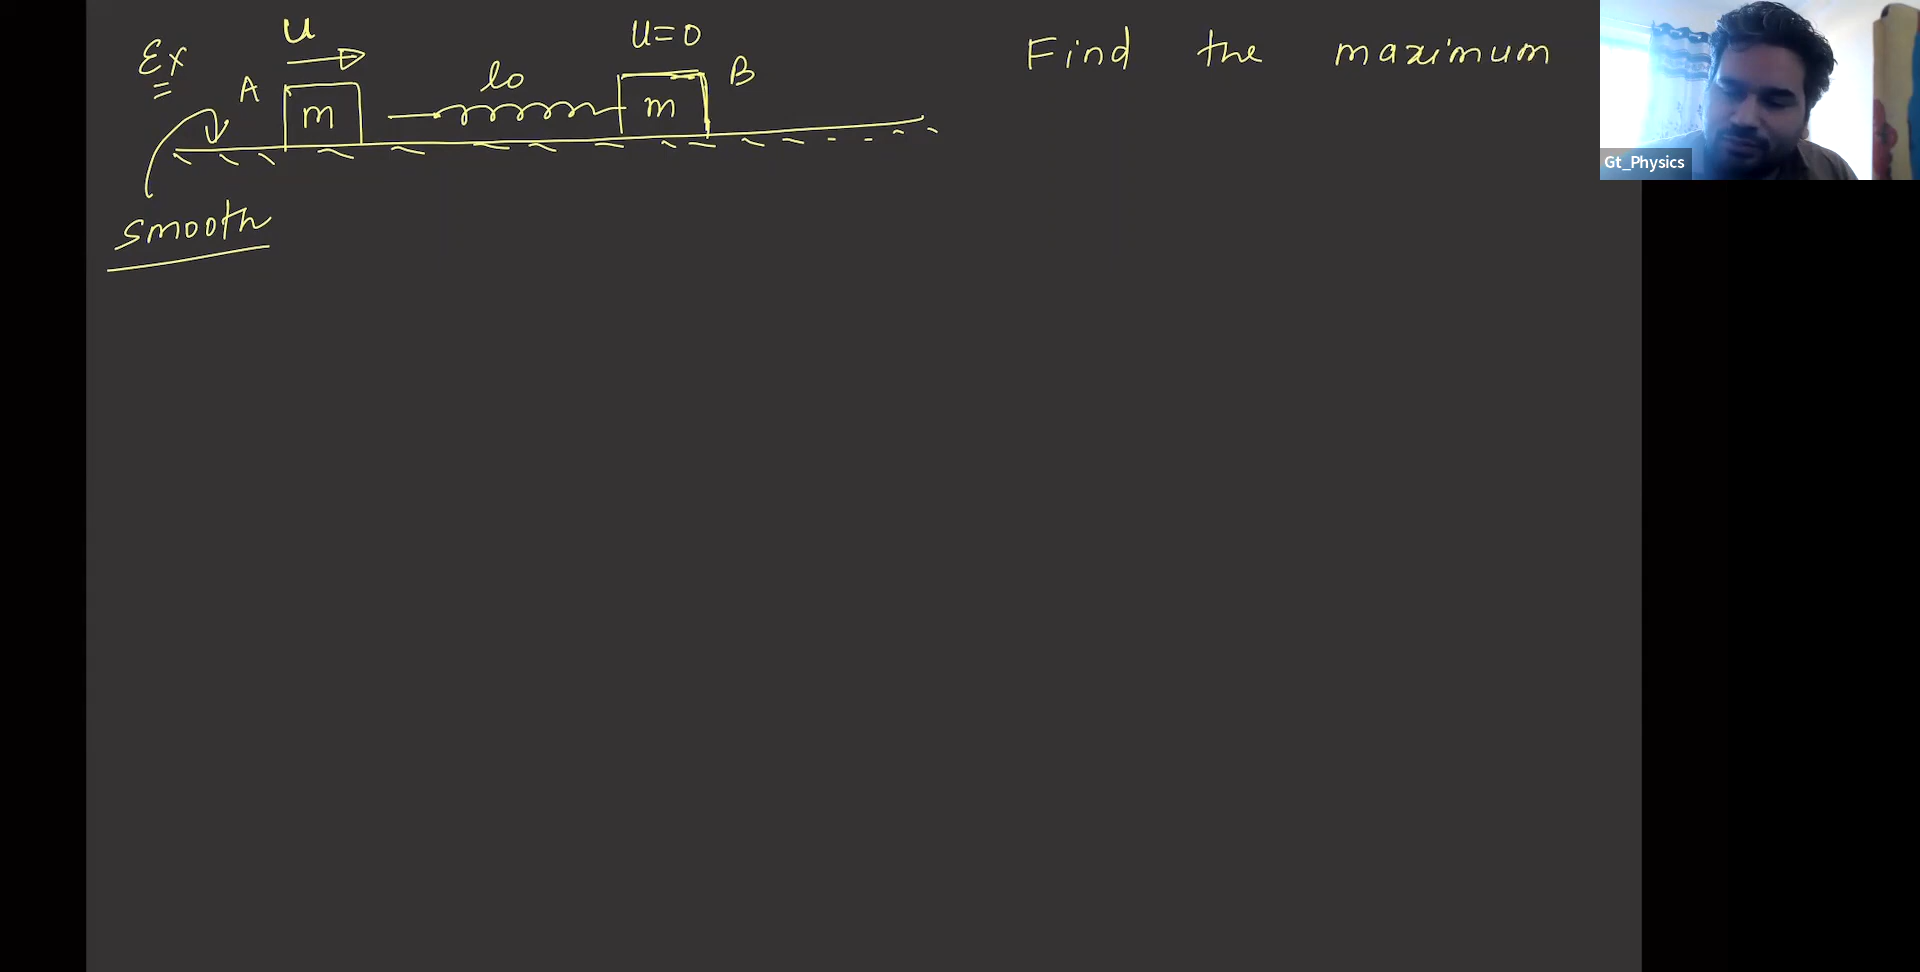 Ex
U
A
m
lo
U=0
m
B
Find the maximum
smooth
Gt_Physics